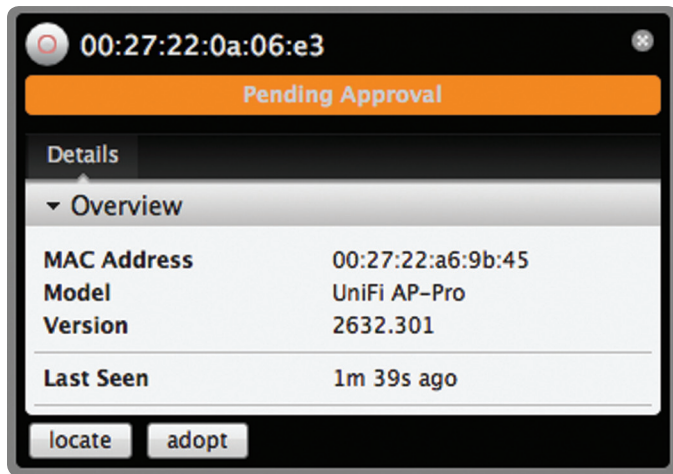 00:27:22:0a:06:e3
Pending Approval
Details
Overview
MAC Address 00:27:22:a6:9b:45
Model UniFi AP-Pro
Version 2632.301
Last Seen 1m 39s ago
locate adopt